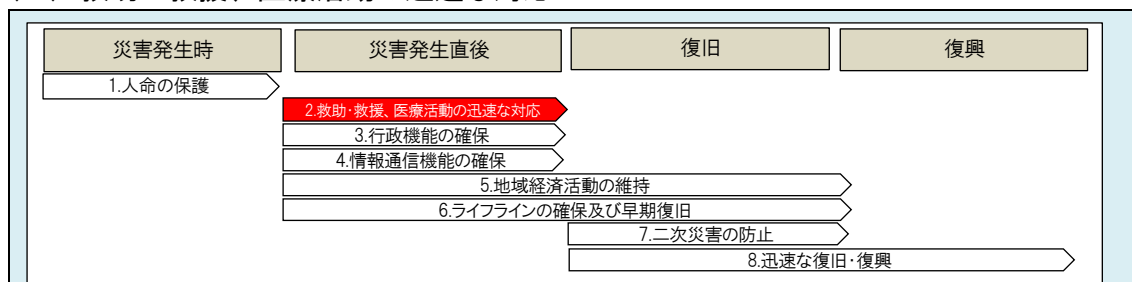 災害発生時 災害発生直後 復旧 復興
1.人命の保護
2.救助・救援、医療活動の迅速な対応
3.行政機能の確保
4.情報通信機能の確保
5.地域経済活動の維持
6.ライフラインの確保及び早期復旧
7.二次災害の防止
8.迅速な復旧・復興